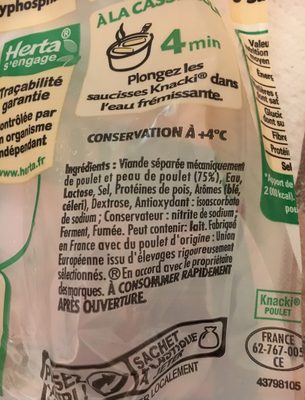 À LA CASS
4 min
Plongez les
saucisses Knacki® dans
l'eau frémissante.
Herta®
s'engage
Traçabilité
garantie
contrôlée par
un organisme
indépendant
www.herta.fr
CONSERVATION À +4°C
Ingrédients : Viande séparée mécaniquement
de poulet et peau de poulet (75%), Eau,
Lactose, Sel, Protéines de pois, Arômes (blé,
céleri), Dextrose, Antioxydant : isoascorbate
de sodium ; Conservateur : nitrite de sodium ;
Ferment, Fumée. Peut contenir: lait. Fabriqué
en France avec du poulet d'origine : Union
Européenne issu d'élevages rigoureusement
sélectionnés. ® En accord avec le propriétaire
des marques. À CONSOMMER RAPIDEMENT
APRÈS OUVERTURE.
SACHET
À JETER
Knacki®
POULET
FRANCE
62-767-005
CE
43798105